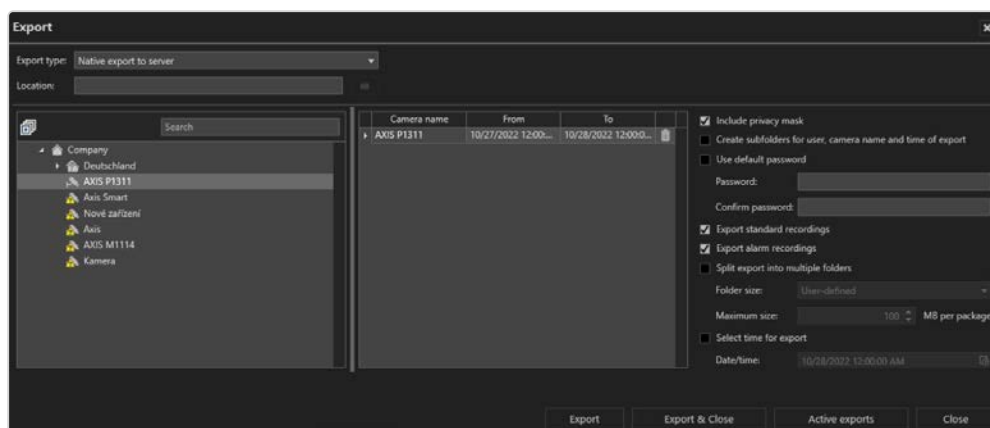 Export
Export type: Native export to server
Location:
Search
Company
Deutschland
AXIS P1311
Axis Smart
Nové zařízení
Axis
AXIS M1114
Kamera
Camera name From To
AXIS P1311 10/27/2022 12:00:... 10/28/2022 12:00:0...
Include privacy mask
Create subfolders for user, camera name and time of export
Use default password
Password:
Confirm password:
Export standard recordings
Export alarm recordings
Split export into multiple folders
Folder size: User-defined
Maximum size: 100 MB per package
Select time for export
Date/time: 10/28/2022 12:00:00 AM
Export Export & Close Active exports Close